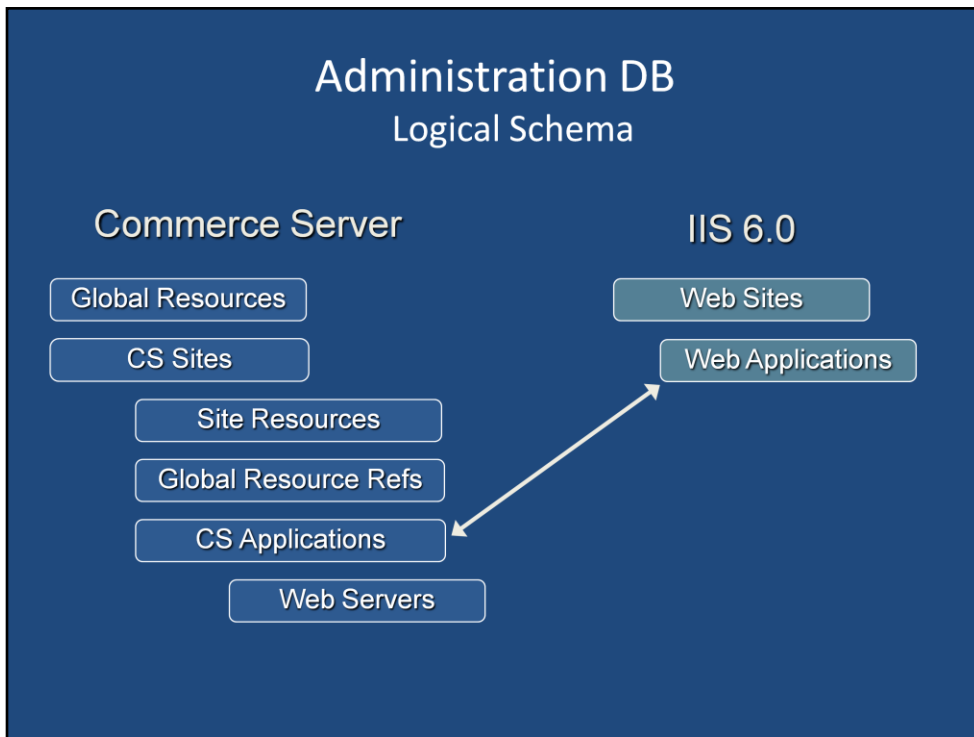 Administration DB
Logical Schema
Commerce Server
Global Resources
CS Sites
Site Resources
Global Resource Refs
CS Applications
Web Servers
IIS 6.0
Web Sites
Web Applications